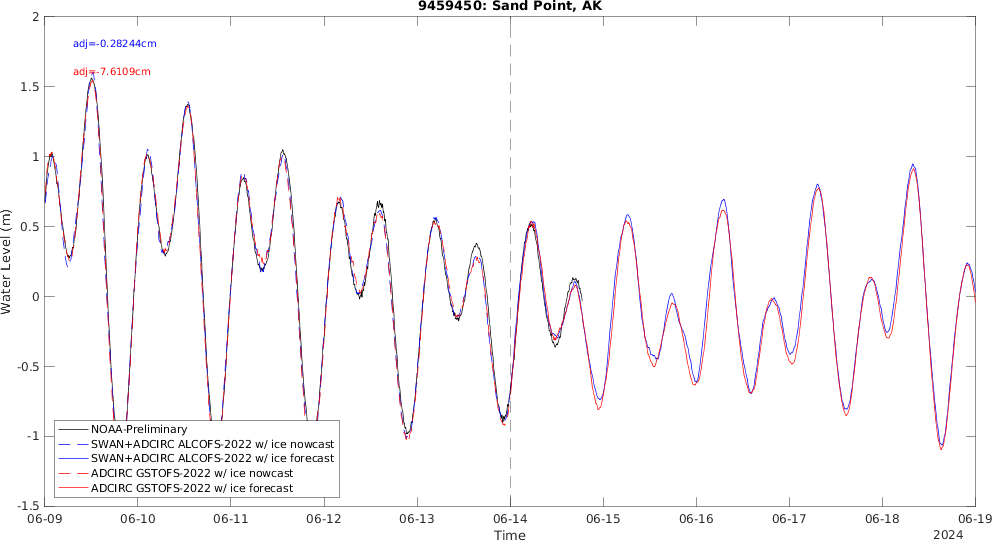 9459450: Sand Point, AK
adj=-0.28244cm
adj=-7.6109cm
Water Level (m)
2
1.5
1
0.5
0
-0.5
-1
-1.5
NOAA-Preliminary
SWAN+ADCIRC ALCOFS-2022 w/ ice nowcast
SWAN+ADCIRC ALCOFS-2022 w/ ice forecast
ADCIRC GSTOFS-2022 w/ ice nowcast
ADCIRC GSTOFS-2022 w/ ice forecast
06-09 06-10 06-11 06-12 06-13 06-14 06-15 06-16 06-17 06-18 06-19
Time
2024